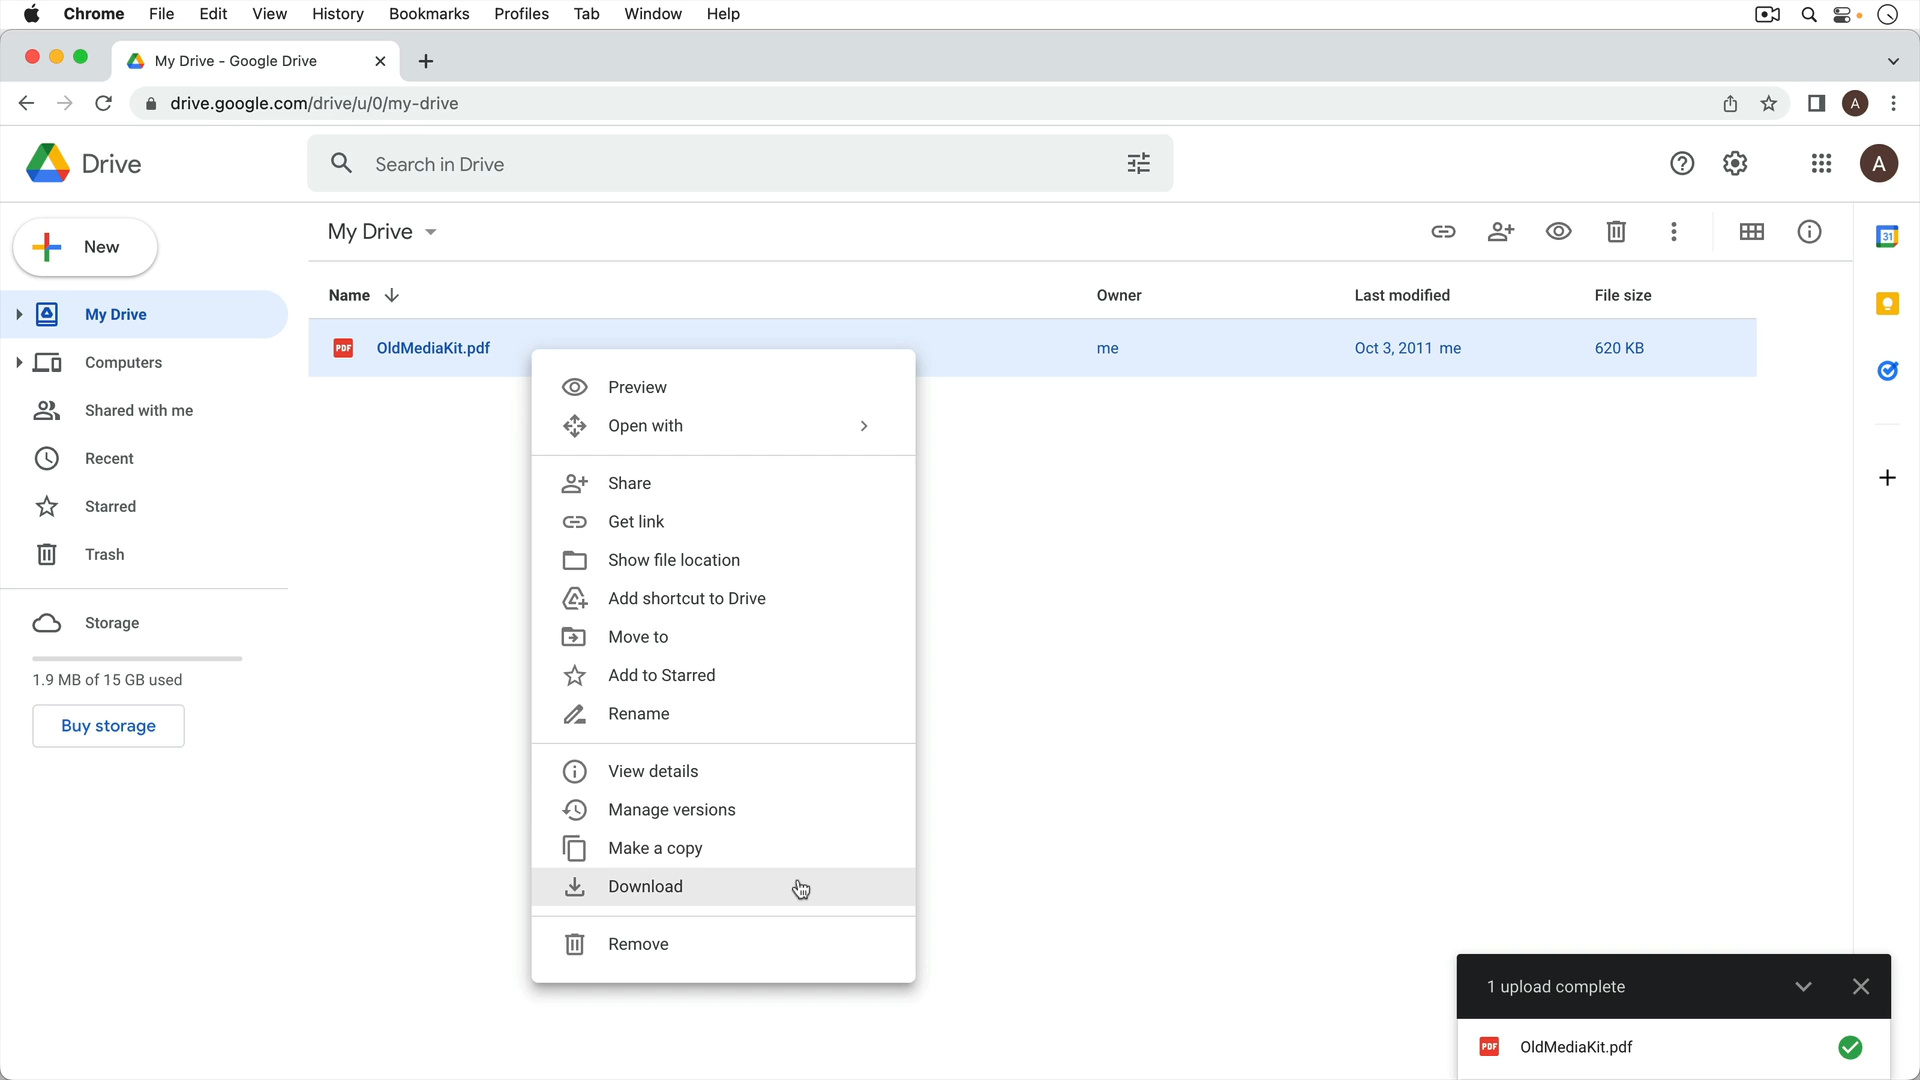 Chrome File Edit View History Bookmarks Profiles Tab Window Help
My Drive - Google Drive
drive.google.com/drive/u/0/my-drive
A
Drive
Search in Drive
A
New
My Drive
31
Name
Owner
Last modified
File size
PDF OldMediaKit.pdf
me
Oct 3, 2011 me
620 KB
My Drive
Computers
Shared with me
Recent
Starred
Trash
Storage
1.9 MB of 15 GB used
Buy storage
Preview
Open with
Share
Get link
Show file location
Add shortcut to Drive
Move to
Add to Starred
Rename
View details
Manage versions
Make a copy
Download
Remove
1 upload complete
PDF OldMediaKit.pdf